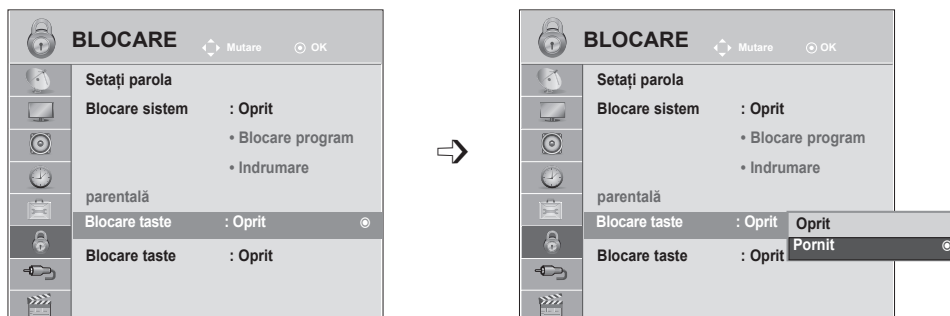 BLOCARE Mutare OK
Setați parola
Blocare sistem : Oprit
• Blocare program
• Indrumare
parentală
Blocare taste : Oprit
Blocare taste : Oprit
BLOCARE Mutare OK
Setați parola
Blocare sistem : Oprit
• Blocare program
• Indrumare
parentală
Blocare taste : Oprit
Oprit
Pornit
Blocare taste : Oprit